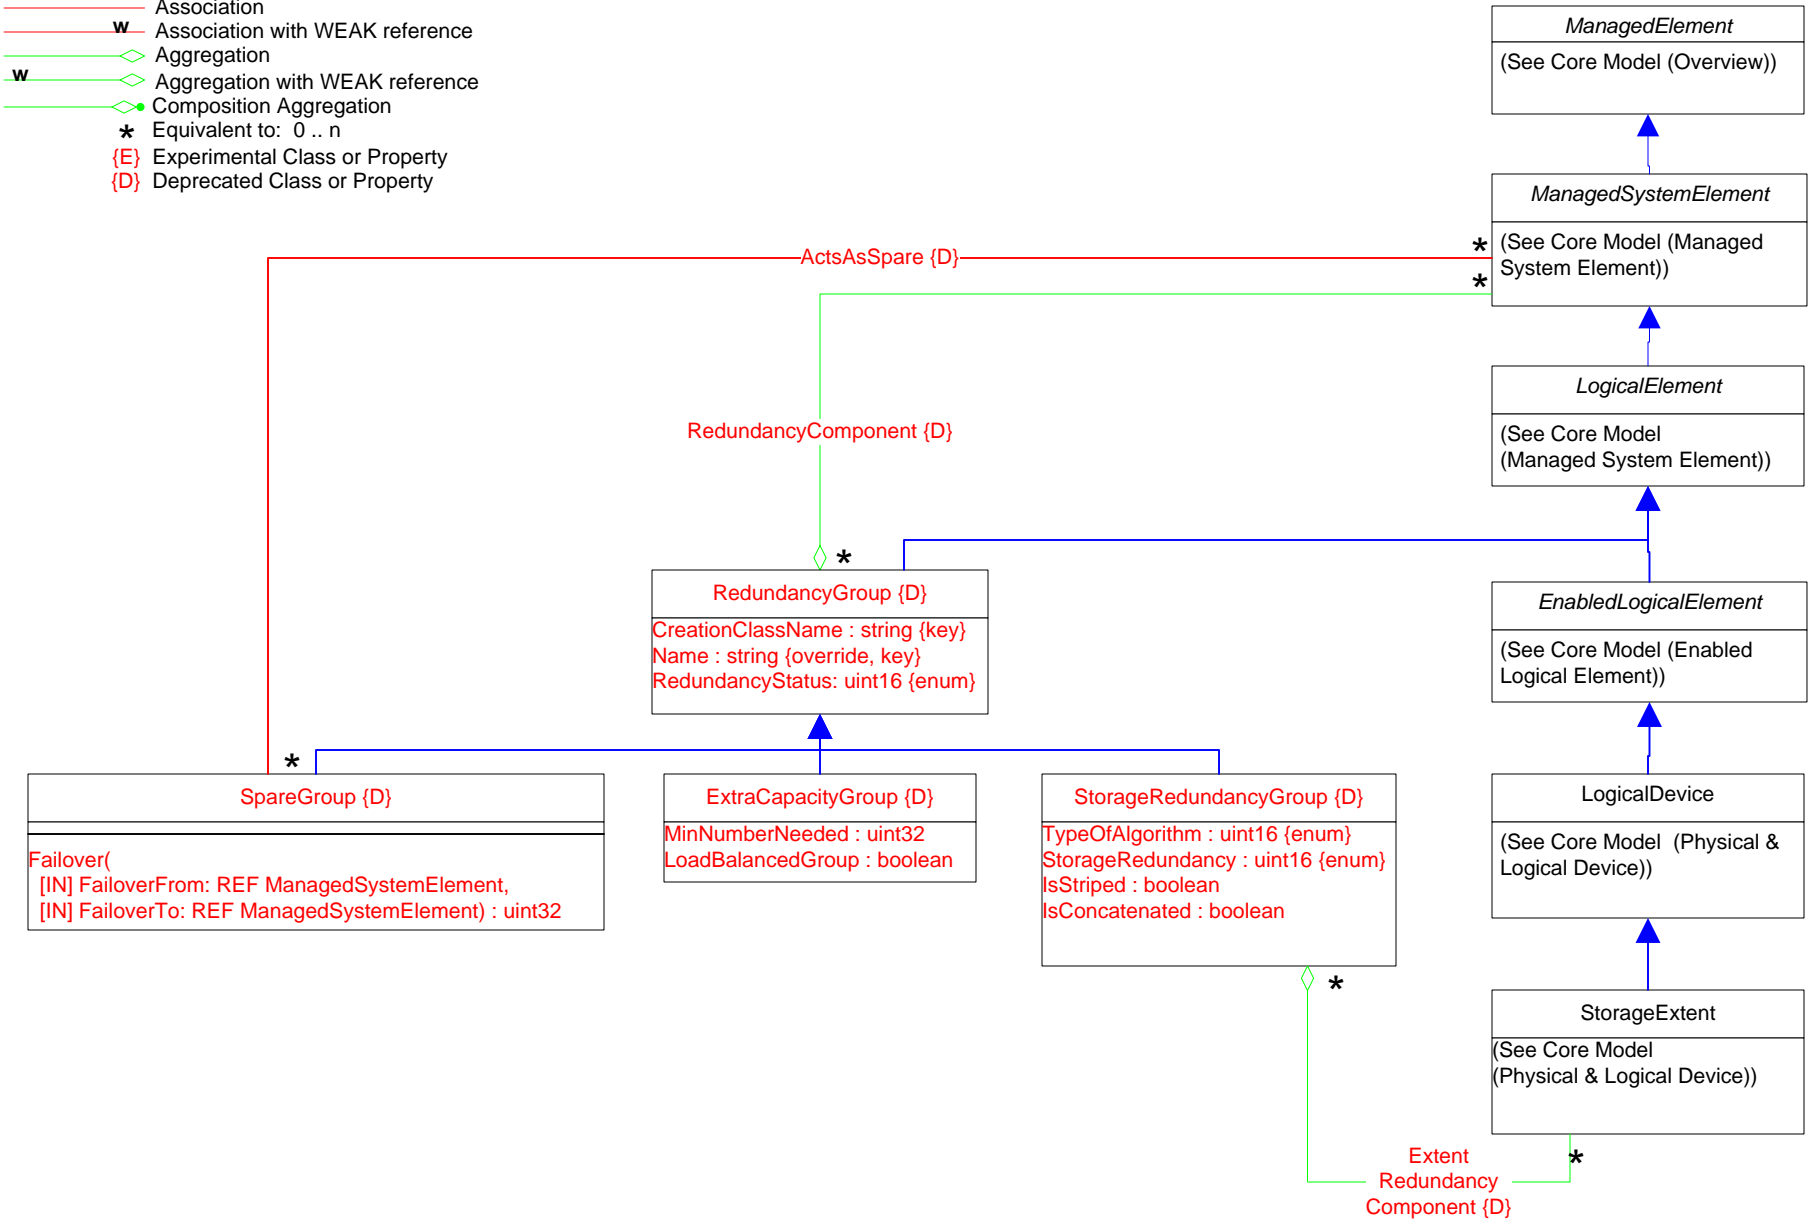 Association
w Association with WEAK reference
Aggregation
w Aggregation with WEAK reference
Composition Aggregation
* Equivalent to: 0 .. n
{E} Experimental Class or Property
{D} Deprecated Class or Property
ManagedElement
(See Core Model (Overview))
ManagedSystemElement
(See Core Model (Managed
System Element))
*
*
ActsAsSpare {D}
LogicalElement
(See Core Model
(Managed System Element))
RedundancyComponent {D}
*
RedundancyGroup {D}
CreationClassName : string {key}
Name : string {override, key}
RedundancyStatus: uint16 {enum}
EnabledLogicalElement
(See Core Model (Enabled
Logical Element))
*
SpareGroup {D}
Failover(
[IN] FailoverFrom: REF ManagedSystemElement,
[IN] FailoverTo: REF ManagedSystemElement) : uint32
ExtraCapacityGroup {D}
MinNumberNeeded : uint32
LoadBalancedGroup : boolean
StorageRedundancyGroup {D}
TypeOfAlgorithm : uint16 {enum}
StorageRedundancy : uint16 {enum}
IsStriped : boolean
IsConcatenated : boolean
*
LogicalDevice
(See Core Model (Physical &
Logical Device))
StorageExtent
(See Core Model
(Physical & Logical Device))
*
Extent
Redundancy
Component {D}